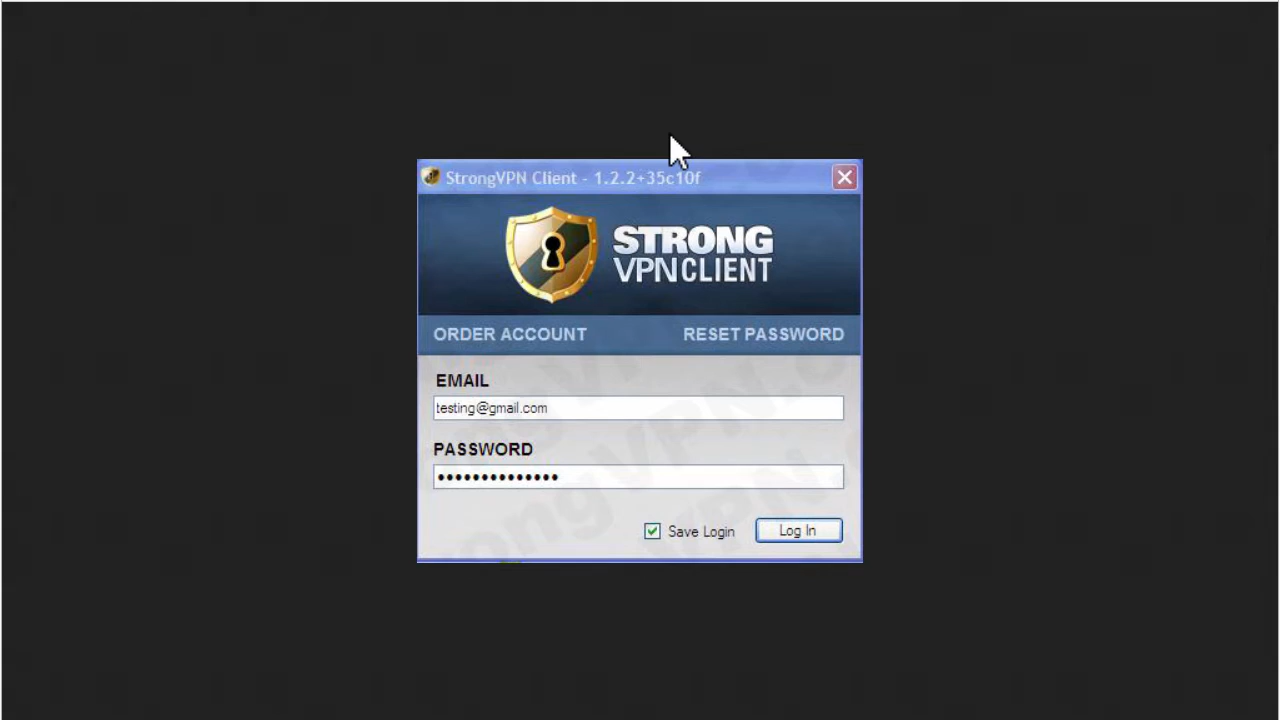 StrongVPN Client - 1.2.2+35c10f
STRONG
VPNCLIENT
ORDER ACCOUNT
RESET PASSWORD
EMAIL
testing@gmail.com
PASSWORD
••••••••••••••
Save Login
Log In